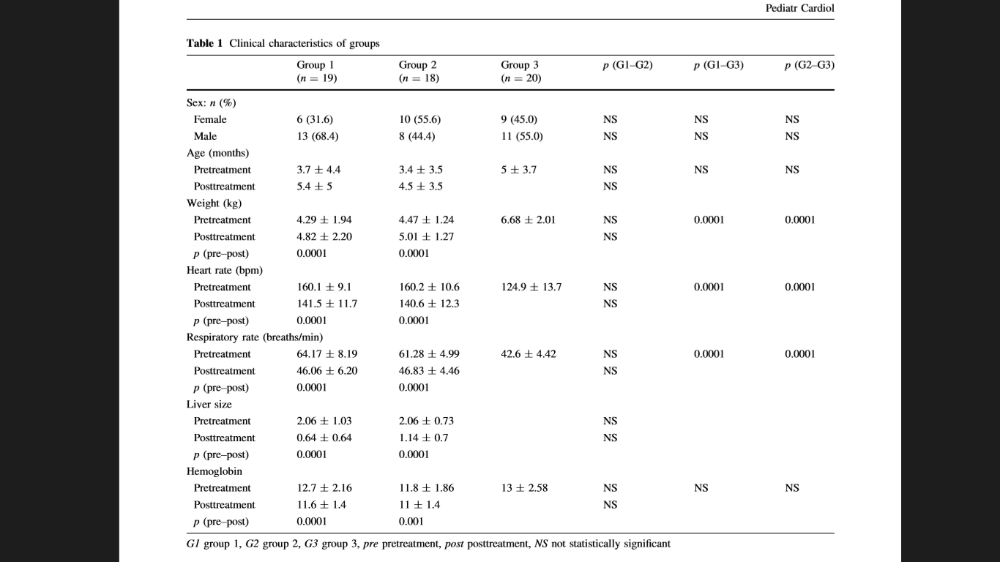 Pediatr Cardiol
Table 1 Clinical characteristics of groups
Group 1 Group 2 Group 3 p (G1–G2) p (G1–G3) p (G2–G3)
(n = 19) (n = 18) (n = 20)
Sex: n (%)
Female 6 (31.6) 10 (55.6) 9 (45.0) NS NS NS
Male 13 (68.4) 8 (44.4) 11 (55.0) NS NS NS
Age (months)
Pretreatment 3.7 ± 4.4 3.4 ± 3.5 5 ± 3.7 NS NS NS
Posttreatment 5.4 ± 5 4.5 ± 3.5 NS
Weight (kg)
Pretreatment 4.29 ± 1.94 4.47 ± 1.24 6.68 ± 2.01 NS 0.0001 0.0001
Posttreatment 4.82 ± 2.20 5.01 ± 1.27 NS
p (pre–post) 0.0001 0.0001
Heart rate (bpm)
Pretreatment 160.1 ± 9.1 160.2 ± 10.6 124.9 ± 13.7 NS 0.0001 0.0001
Posttreatment 141.5 ± 11.7 140.6 ± 12.3 NS
p (pre–post) 0.0001 0.0001
Respiratory rate (breaths/min)
Pretreatment 64.17 ± 8.19 61.28 ± 4.99 42.6 ± 4.42 NS 0.0001 0.0001
Posttreatment 46.06 ± 6.20 46.83 ± 4.46 NS
p (pre–post) 0.0001 0.0001
Liver size
Pretreatment 2.06 ± 1.03 2.06 ± 0.73 NS
Posttreatment 0.64 ± 0.64 1.14 ± 0.7 NS
p (pre–post) 0.0001 0.0001
Hemoglobin
Pretreatment 12.7 ± 2.16 11.8 ± 1.86 13 ± 2.58 NS NS NS
Posttreatment 11.6 ± 1.4 11 ± 1.4 NS
p (pre–post) 0.0001 0.001
G1 group 1, G2 group 2, G3 group 3, pre pretreatment, post posttreatment, NS not statistically significant